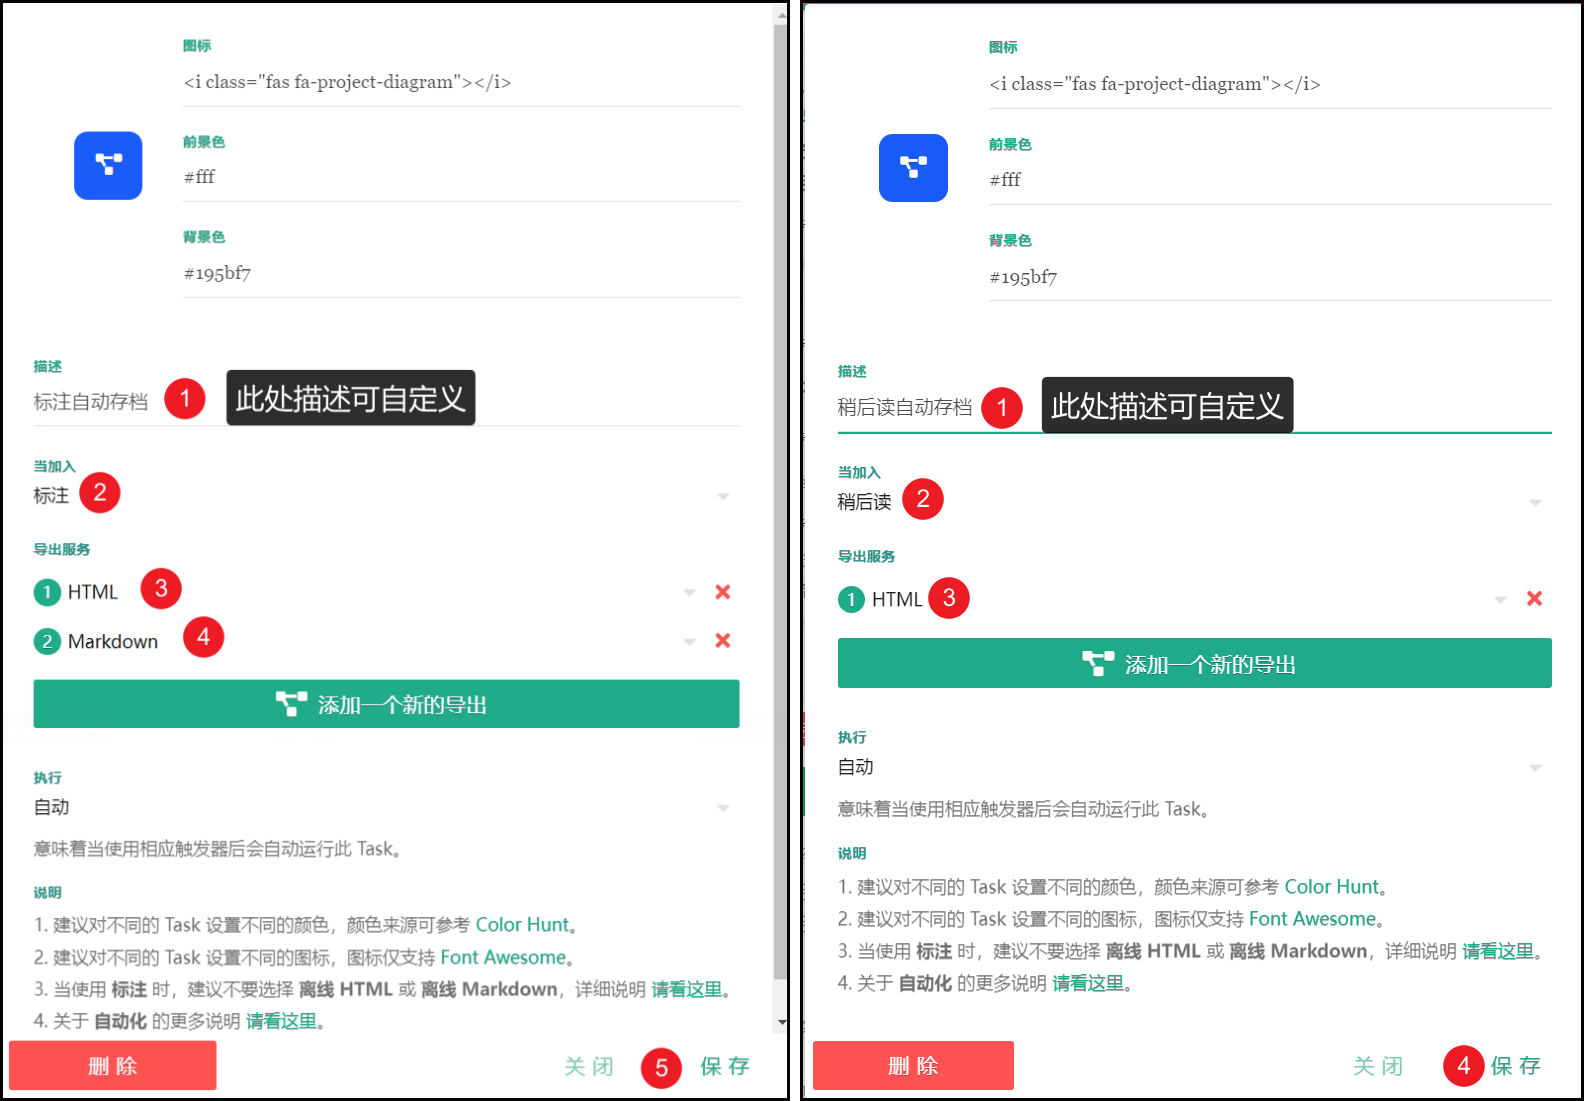 图标
<i class="fas fa-project-diagram"></i>
前景色
#fff
背景色
#195bf7
描述
标注自动存档
1
此处描述可自定义
当加入
标注
2
导出服务
1 HTML
3
2 Markdown
4
添加一个新的导出
执行
自动
意味着当使用相应触发器后会自动运行此 Task。
说明
1. 建议对不同的 Task 设置不同的颜色，颜色来源可参考 Color Hunt。
2. 建议对不同的 Task 设置不同的图标，图标仅支持 Font Awesome。
3. 当使用 标注 时，建议不要选择 离线 HTML 或 离线 Markdown，详细说明 请看这里。
4. 关于 自动化 的更多说明 请看这里。
删 除
关 闭
5
保 存
图标
<i class="fas fa-project-diagram"></i>
前景色
#fff
背景色
#195bf7
描述
稍后读自动存档
1
此处描述可自定义
当加入
稍后读
2
导出服务
1 HTML
3
添加一个新的导出
执行
自动
意味着当使用相应触发器后会自动运行此 Task。
说明
1. 建议对不同的 Task 设置不同的颜色，颜色来源可参考 Color Hunt。
2. 建议对不同的 Task 设置不同的图标，图标仅支持 Font Awesome。
3. 当使用 标注 时，建议不要选择 离线 HTML 或 离线 Markdown，详细说明 请看这里。
4. 关于 自动化 的更多说明 请看这里。
删 除
关 闭
4
保 存